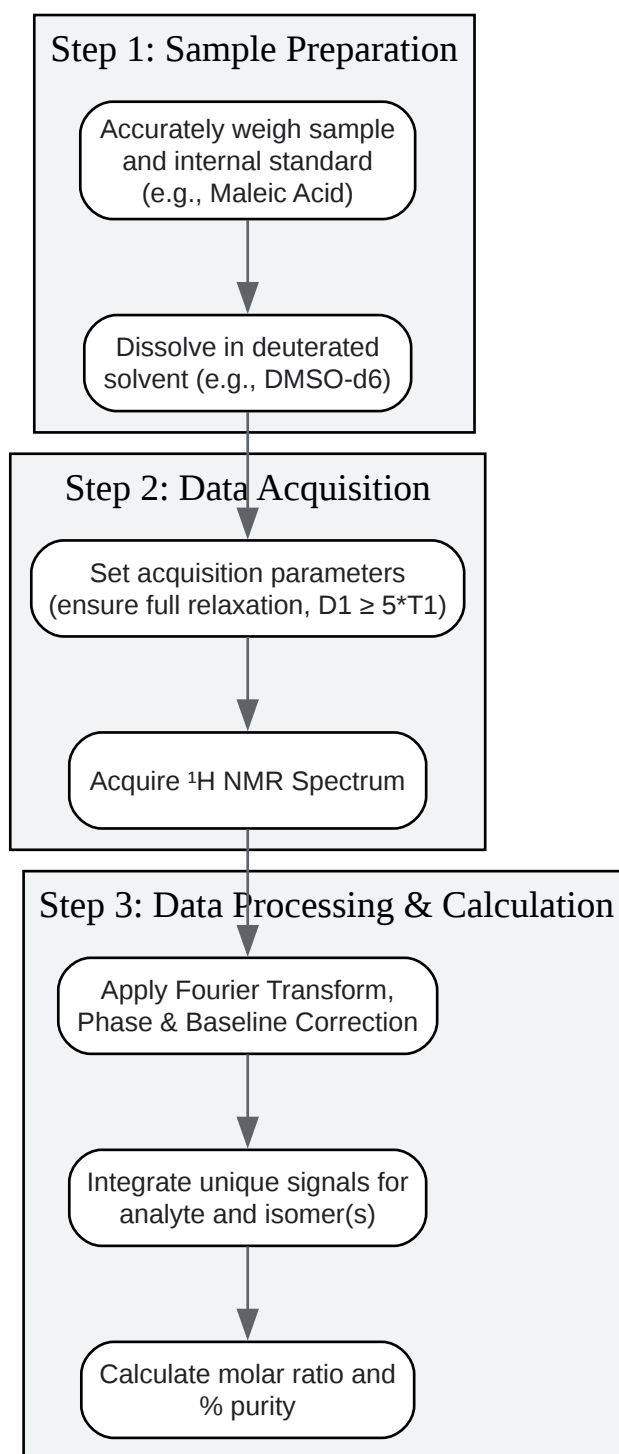 Step 1: Sample Preparation
Accurately weigh sample
and internal standard
(e.g., Maleic Acid)
Dissolve in deuterated
solvent (e.g., DMSO-d6)
Step 2: Data Acquisition
Set acquisition parameters
(ensure full relaxation, D1 ≥ 5*T1)
Acquire ¹H NMR Spectrum
Step 3: Data Processing & Calculation
Apply Fourier Transform,
Phase & Baseline Correction
Integrate unique signals for
analyte and isomer(s)
Calculate molar ratio and
% purity